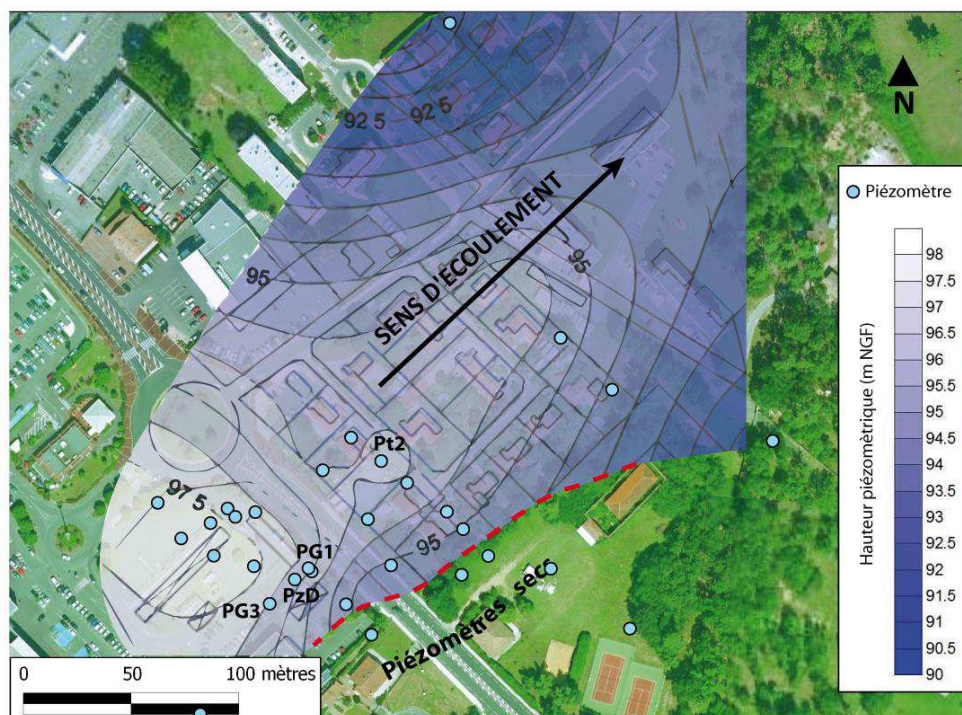 92 5
92 5
N
SENS D'ECOULEMENT
95
95
Pt2
97 5
95
PG1
PzD
PG3
Piézomètres secs
0 50 100 mètres
Piézomètre
Hauteur piézométrique (m NGF)
98
97.5
97
96
95.5
95
94.5
94
93.5
93
92.5
92
91.5
91
90.5
90